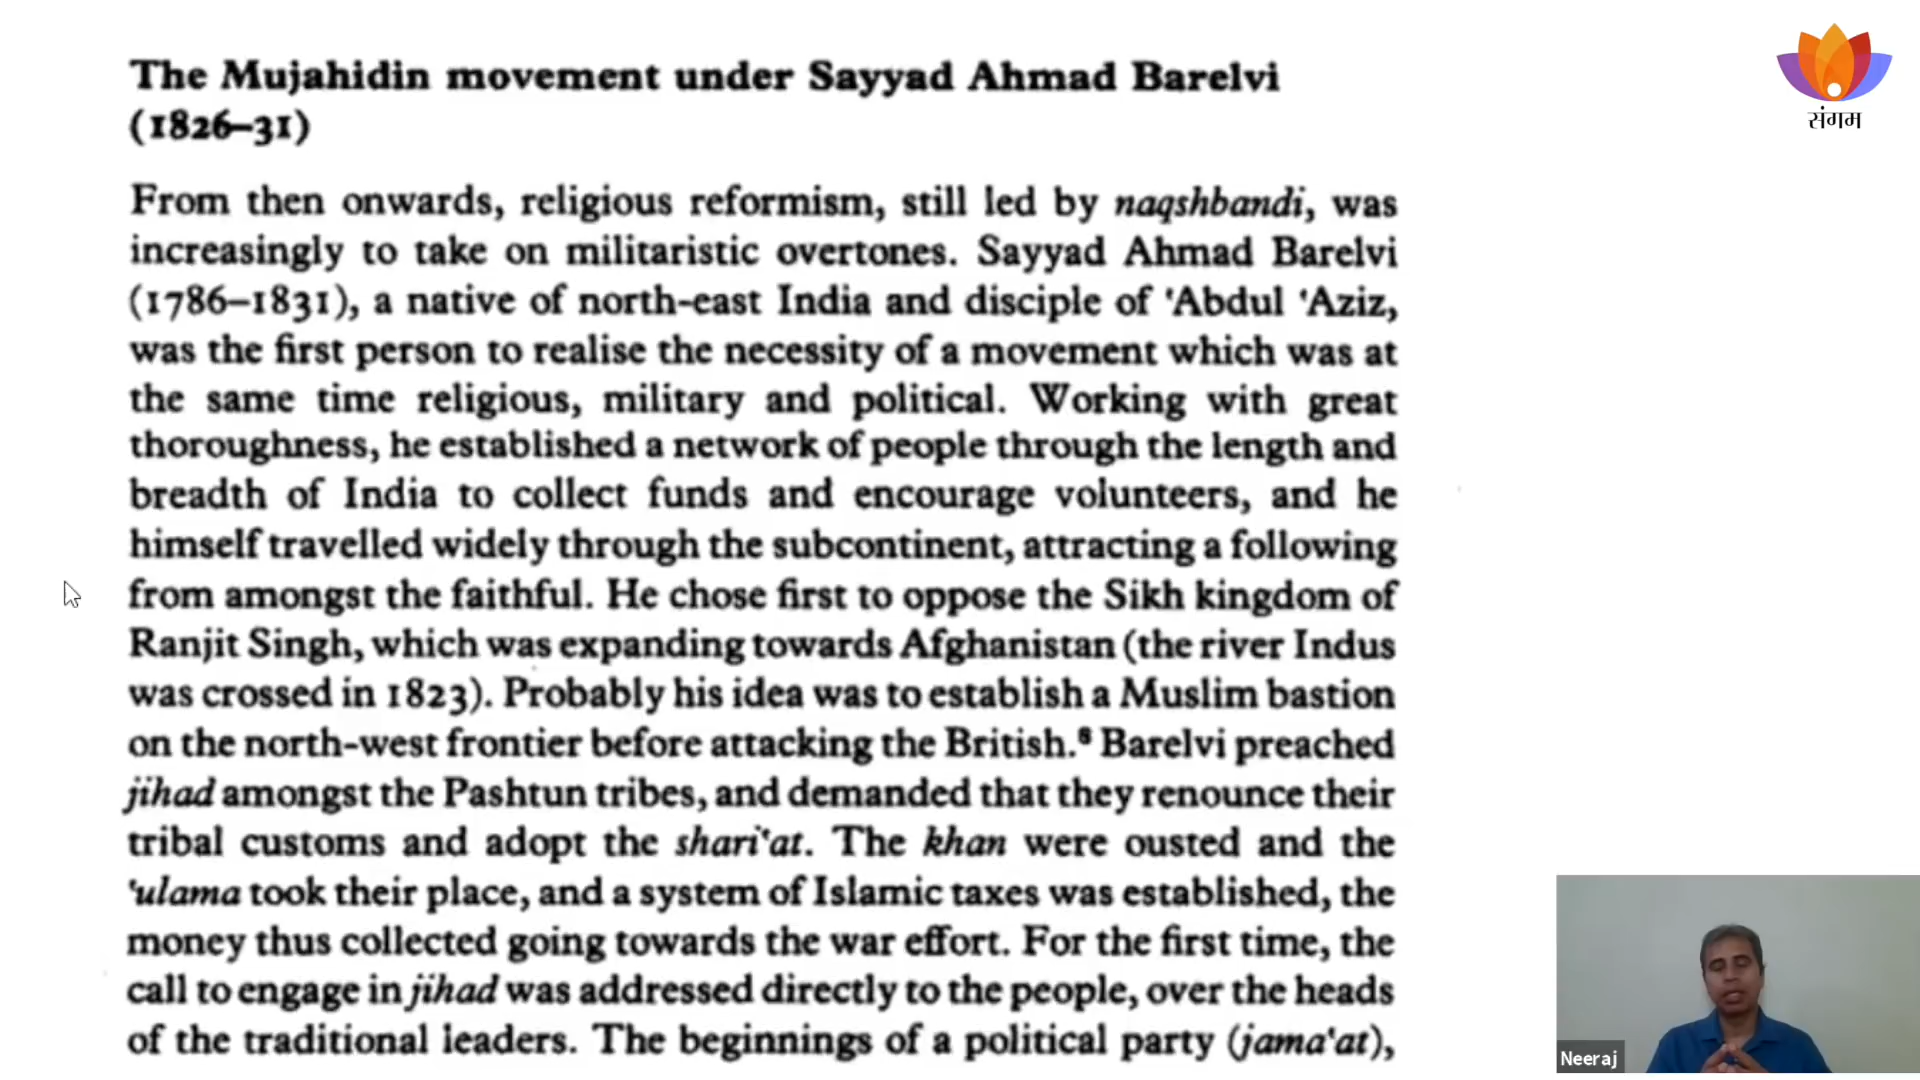 The Mujahidin movement under Sayyad Ahmad Barelvi
(1826–31)
From then onwards, religious reformism, still led by naqshbandi, was
increasingly to take on militaristic overtones. Sayyad Ahmad Barelvi
(1786–1831), a native of north-east India and disciple of ‘Abdul ‘Aziz,
was the first person to realise the necessity of a movement which was at
the same time religious, military and political. Working with great
thoroughness, he established a network of people through the length and
breadth of India to collect funds and encourage volunteers, and he
himself travelled widely through the subcontinent, attracting a following
from amongst the faithful. He chose first to oppose the Sikh kingdom of
Ranjit Singh, which was expanding towards Afghanistan (the river Indus
was crossed in 1823). Probably his idea was to establish a Muslim bastion
on the north-west frontier before attacking the British.⁸ Barelvi preached
jihad amongst the Pashtun tribes, and demanded that they renounce their
tribal customs and adopt the shari‘at. The khan were ousted and the
‘ulama took their place, and a system of Islamic taxes was established, the
money thus collected going towards the war effort. For the first time, the
call to engage in jihad was addressed directly to the people, over the heads
of the traditional leaders. The beginnings of a political party (jama‘at),
संगम
Neeraj